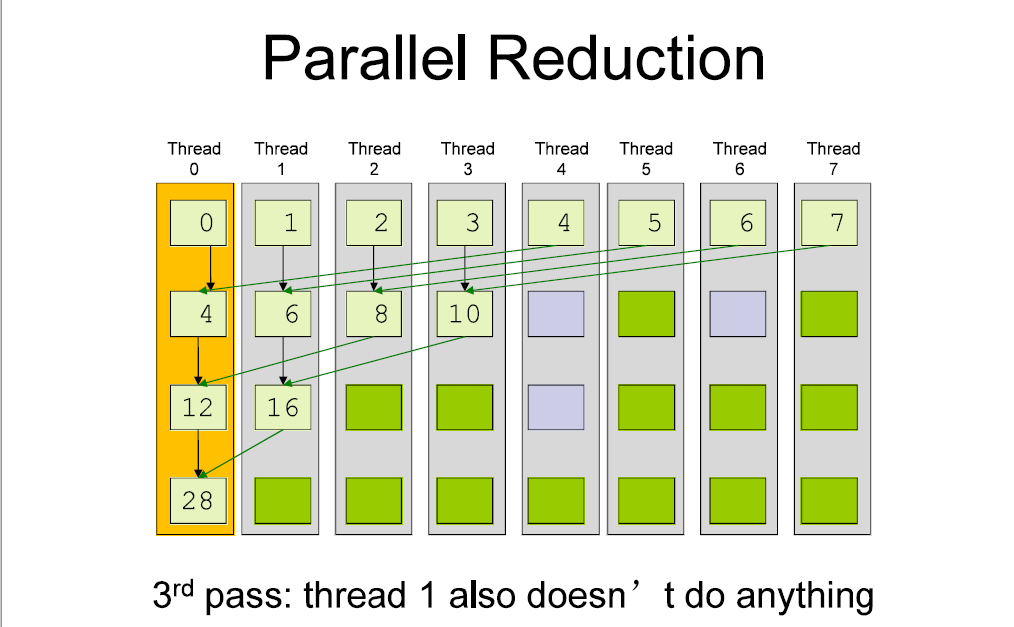 Parallel Reduction
Thread 0 Thread 1 Thread 2 Thread 3 Thread 4 Thread 5 Thread 6 Thread 7
0 1 2 3 4 5 6 7
4 6 8 10
12 16
28
3rd pass: thread 1 also doesn’t do anything